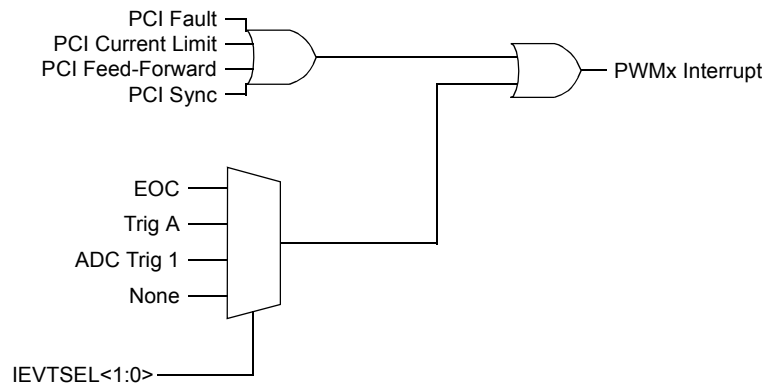 PCI Fault
PCI Current Limit
PCI Feed-Forward
PCI Sync
PWMx Interrupt
EOC
Trig A
ADC Trig 1
None
IEVTSEL<1:0>